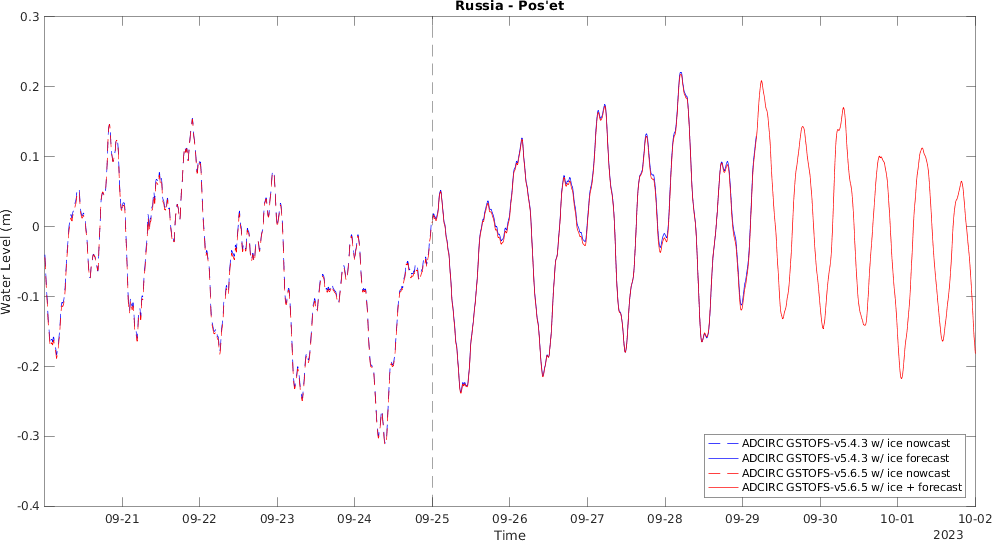 Russia - Pos'et
0.3
0.2
0.1
0
-0.1
-0.2
-0.3
-0.4
Water Level (m)
ADCIRC GSTOFS-v5.4.3 w/ ice nowcast
ADCIRC GSTOFS-v5.4.3 w/ ice forecast
ADCIRC GSTOFS-v5.6.5 w/ ice nowcast
ADCIRC GSTOFS-v5.6.5 w/ ice + forecast
09-21 09-22 09-23 09-24 09-25 09-26 09-27 09-28 09-29 09-30 10-01 10-02
Time
2023